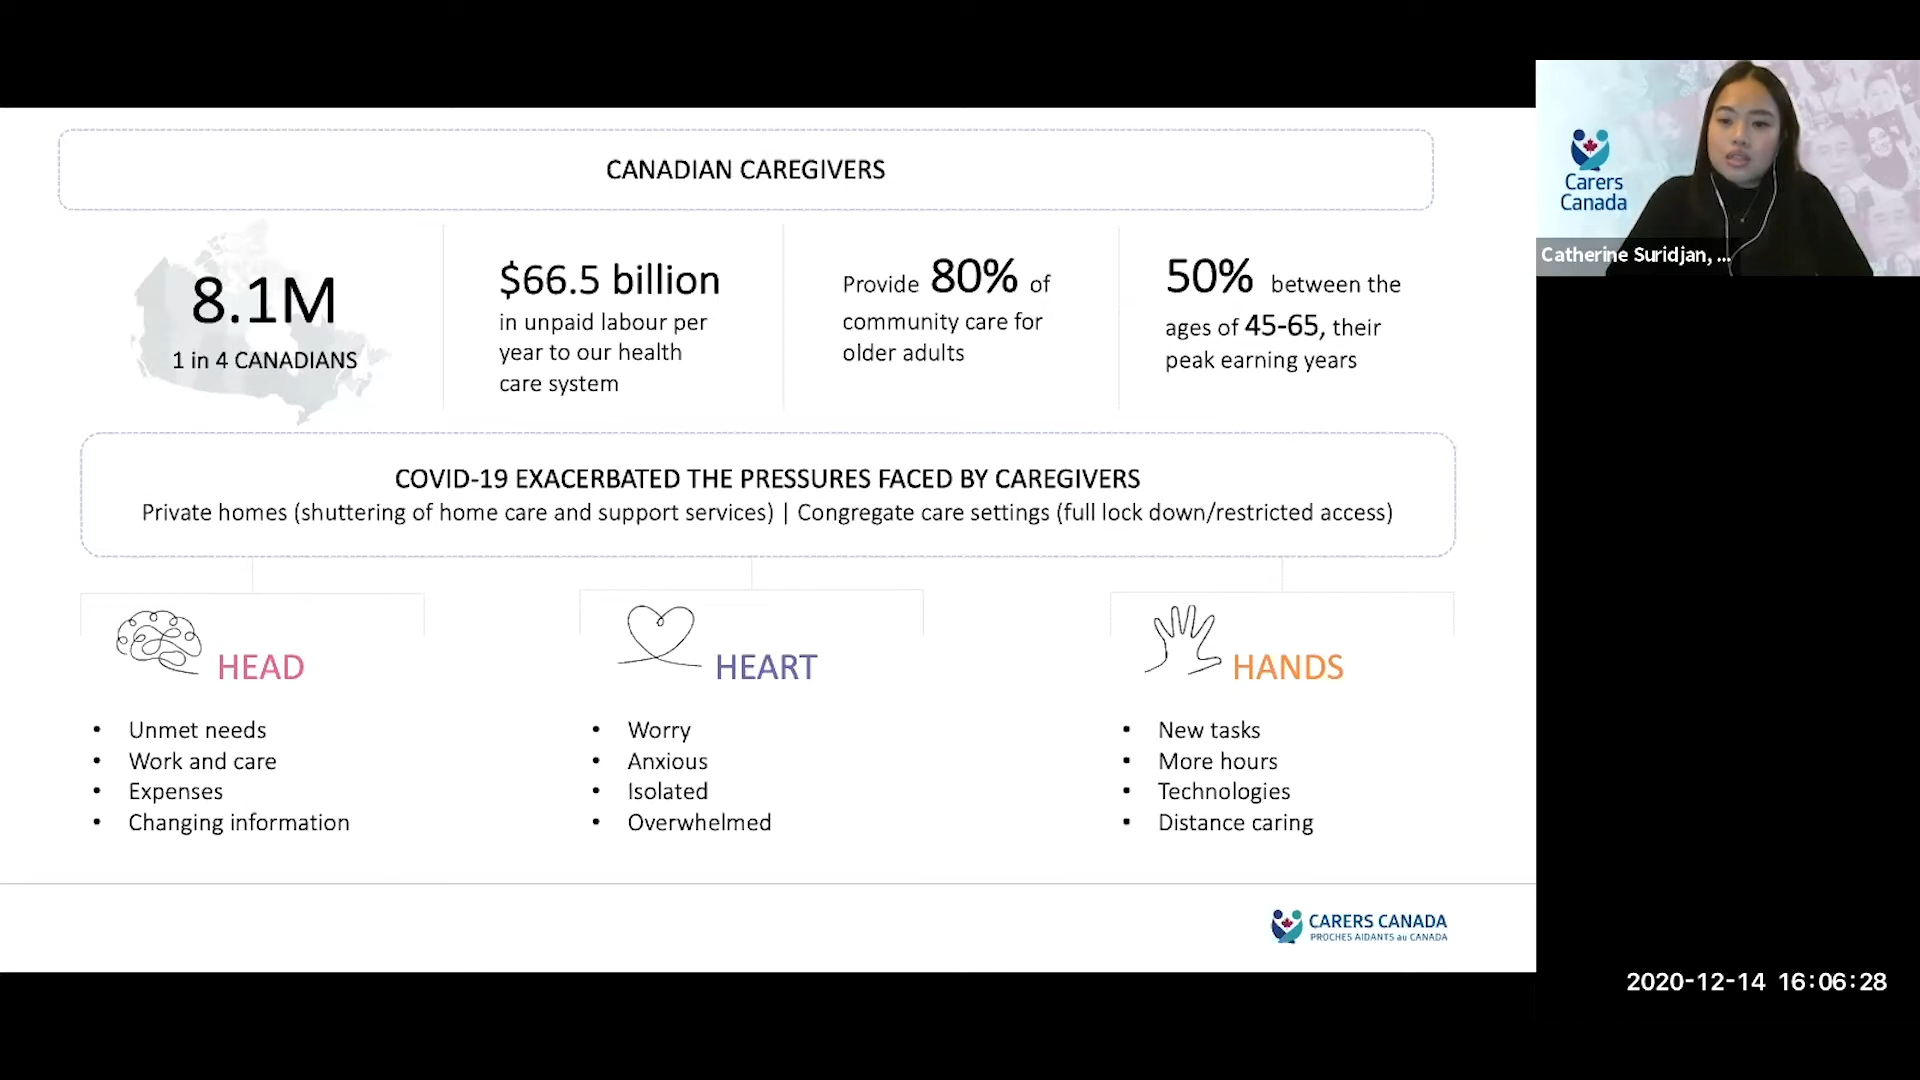 CANADIAN CAREGIVERS
8.1M
1 in 4 CANADIANS
$66.5 billion
in unpaid labour per
year to our health
care system
Provide 80% of
community care for
older adults
50% between the
ages of 45-65, their
peak earning years
COVID-19 EXACERBATED THE PRESSURES FACED BY CAREGIVERS
Private homes (shuttering of home care and support services) | Congregate care settings (full lock down/restricted access)
HEAD
• Unmet needs
• Work and care
• Expenses
• Changing information
HEART
• Worry
• Anxious
• Isolated
• Overwhelmed
HANDS
• New tasks
• More hours
• Technologies
• Distance caring
CARERS CANADA
PROCHES AIDANTS au CANADA
Carers
Canada
Catherine Suridjan, ...
2020-12-14 16:06:28